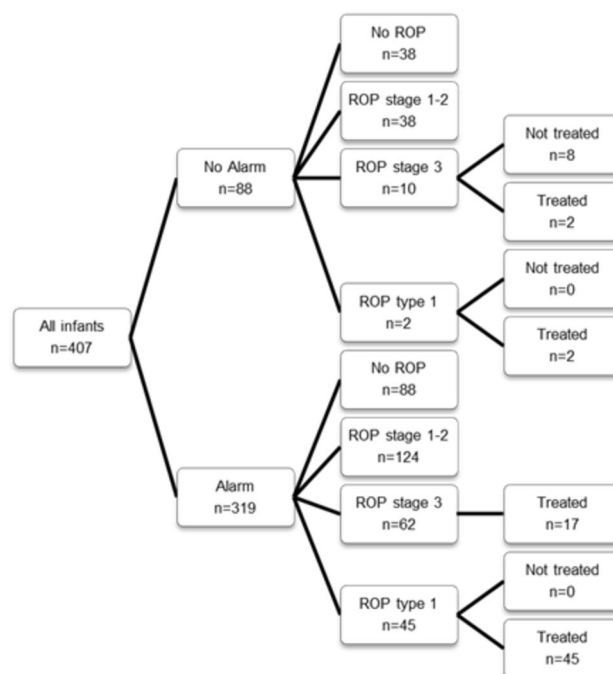 No ROP
n=38
ROP stage 1-2
n=38
Not treated
n=8
No Alarm
n=88
ROP stage 3
n=10
Treated
n=2
Not treated
n=0
ROP type 1
n=2
Treated
n=2
All infants
n=407
No ROP
n=88
ROP stage 1-2
n=124
Alarm
n=319
ROP stage 3
n=62
Treated
n=17
Not treated
n=0
ROP type 1
n=45
Treated
n=45